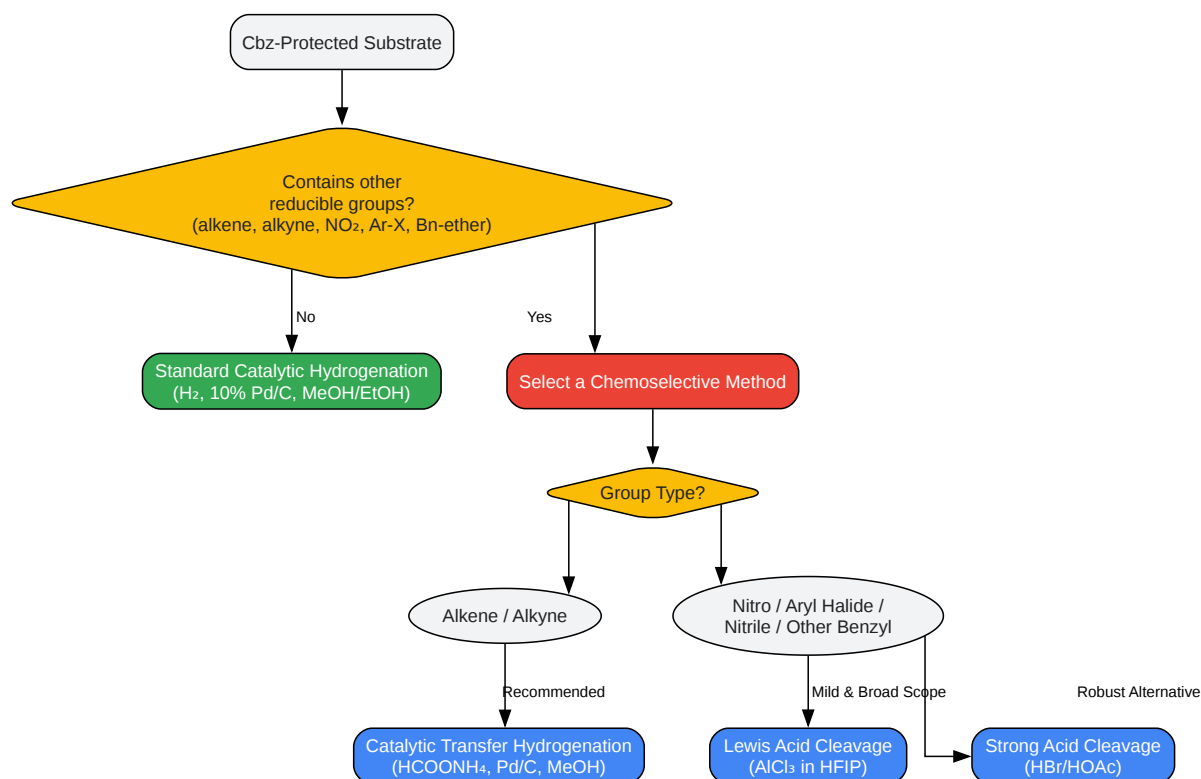 Cbz-Protected Substrate
Contains other
reducible groups?
(alkene, alkyne, NO₂, Ar-X, Bn-ether)
No
Yes
Standard Catalytic Hydrogenation
(H₂, 10% Pd/C, MeOH/EtOH)
Select a Chemoselective Method
Group Type?
Alkene / Alkyne
Nitro / Aryl Halide /
Nitrile / Other Benzyl
Recommended
Mild & Broad Scope
Robust Alternative
Catalytic Transfer Hydrogenation
(HCOONH₄, Pd/C, MeOH)
Lewis Acid Cleavage
(AlCl₃ in HFIP)
Strong Acid Cleavage
(HBr/HOAc)